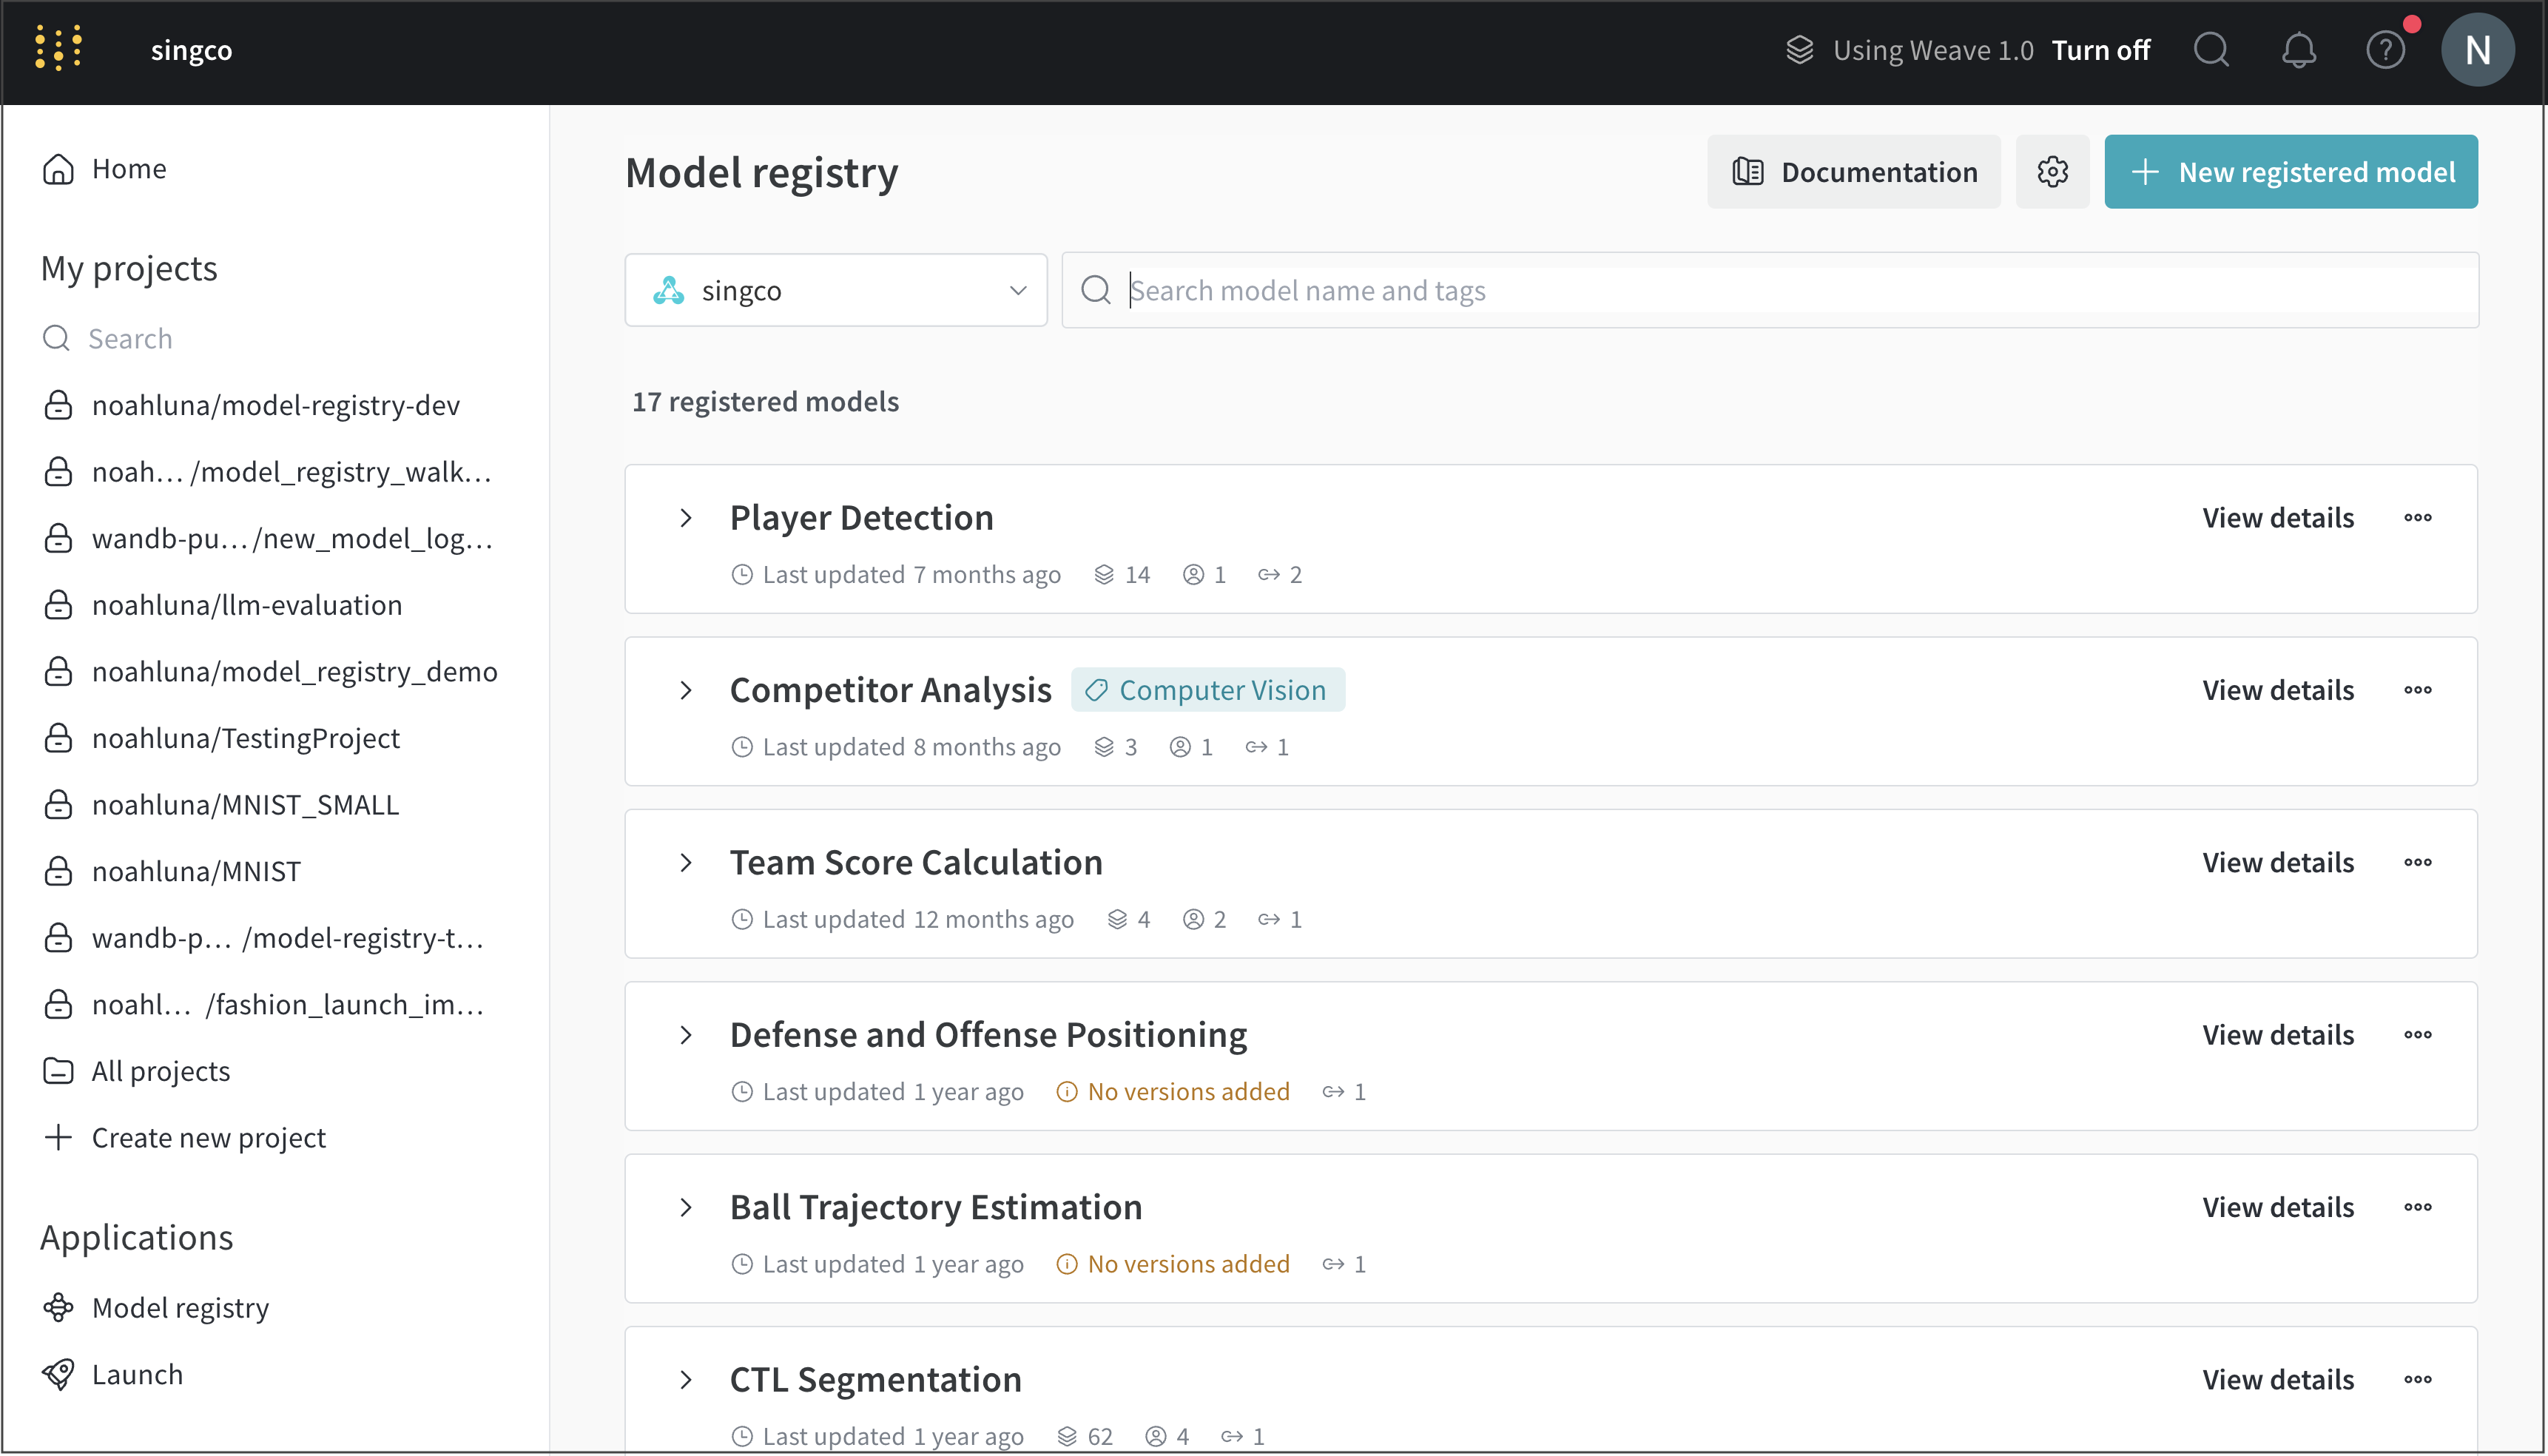 singco
Using Weave 1.0 Turn off
N
Home
My projects
Search
noahluna/model-registry-dev
noah... /model_registry_walk...
wandb-pu.../new_model_log...
noahluna/llm-evaluation
noahluna/model_registry_demo
noahluna/TestingProject
noahluna/MNIST_SMALL
noahluna/MNIST
wandb-p... /model-registry-t...
noahl... /fashion_launch_im...
All projects
Create new project
Applications
Model registry
Launch
Model registry
Documentation
New registered model
singco
Search model name and tags
17 registered models
Player Detection
View details
Last updated 7 months ago 14 1 2
Competitor Analysis Computer Vision
View details
Last updated 8 months ago 3 1 1
Team Score Calculation
View details
Last updated 12 months ago 4 2 1
Defense and Offense Positioning
View details
Last updated 1 year ago No versions added 1
Ball Trajectory Estimation
View details
Last updated 1 year ago No versions added 1
CTL Segmentation
View details
Last updated 1 year ago 62 4 1